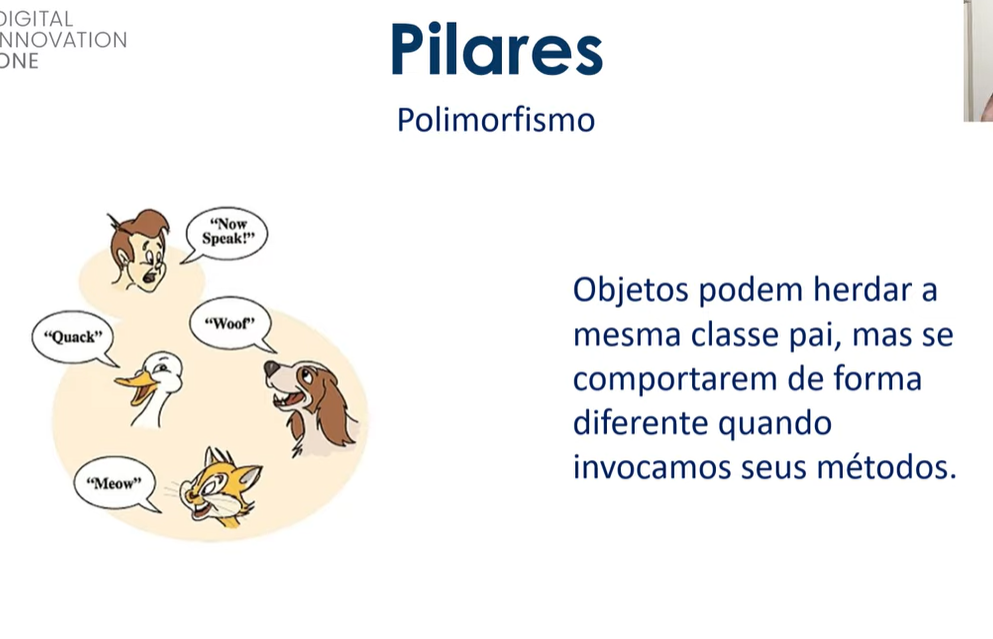 DIGITAL
INNOVATION
ONE
Pilares
Polimorfismo
“Now
Speak!”
“Quack”
“Woof”
“Meow”
Objetos podem herdar a
mesma classe pai, mas se
comportarem de forma
diferente quando
invocamos seus métodos.